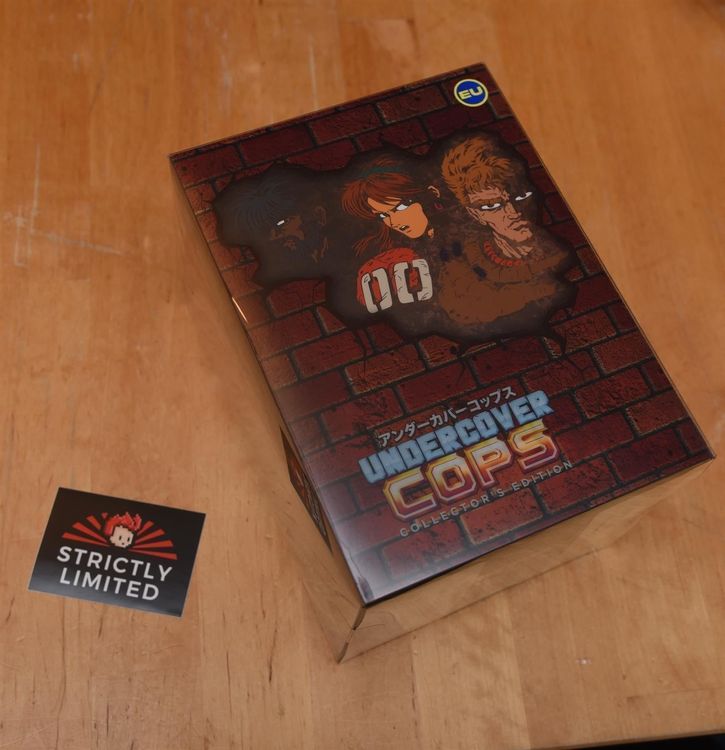 EU
00
アンダーカバーコップス
UNDERCOVER
COPS
COLLECTOR'S EDITION
STRICTLY
LIMITED